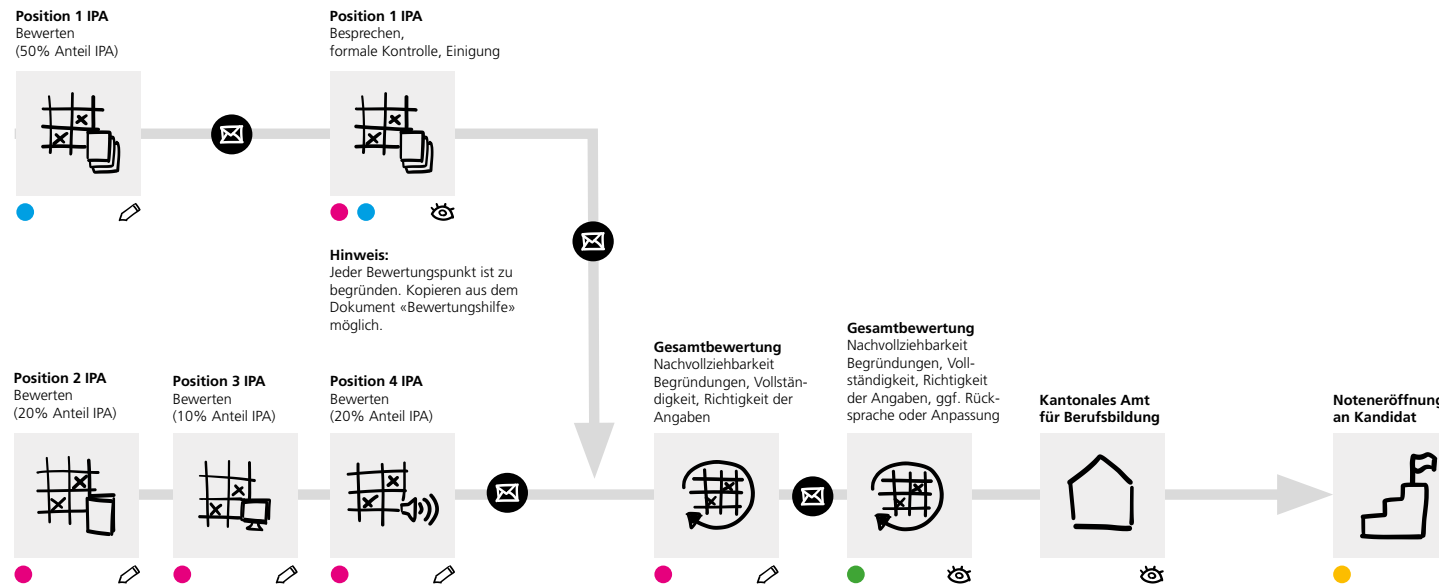 Position 1 IPA
Bewerten
(50% Anteil IPA)
Position 1 IPA
Besprechen,
formale Kontrolle, Einigung
Hinweis:
Jeder Bewertungspunkt ist zu
begründen. Kopieren aus dem
Dokument «Bewertungshilfe»
möglich.
Position 2 IPA
Bewerten
(20% Anteil IPA)
Position 3 IPA
Bewerten
(10% Anteil IPA)
Position 4 IPA
Bewerten
(20% Anteil IPA)
Gesamtbewertung
Nachvollziehbarkeit
Begründungen, Vollstän-
digkeit, Richtigkeit der
Angaben
Gesamtbewertung
Nachvollziehbarkeit
Begründungen, Voll-
ständigkeit, Richtigkeit
der Angaben, ggf. Rück-
sprache oder Anpassung
Kantonales Amt
für Berufsbildung
Noteneröffnung
an Kandidat